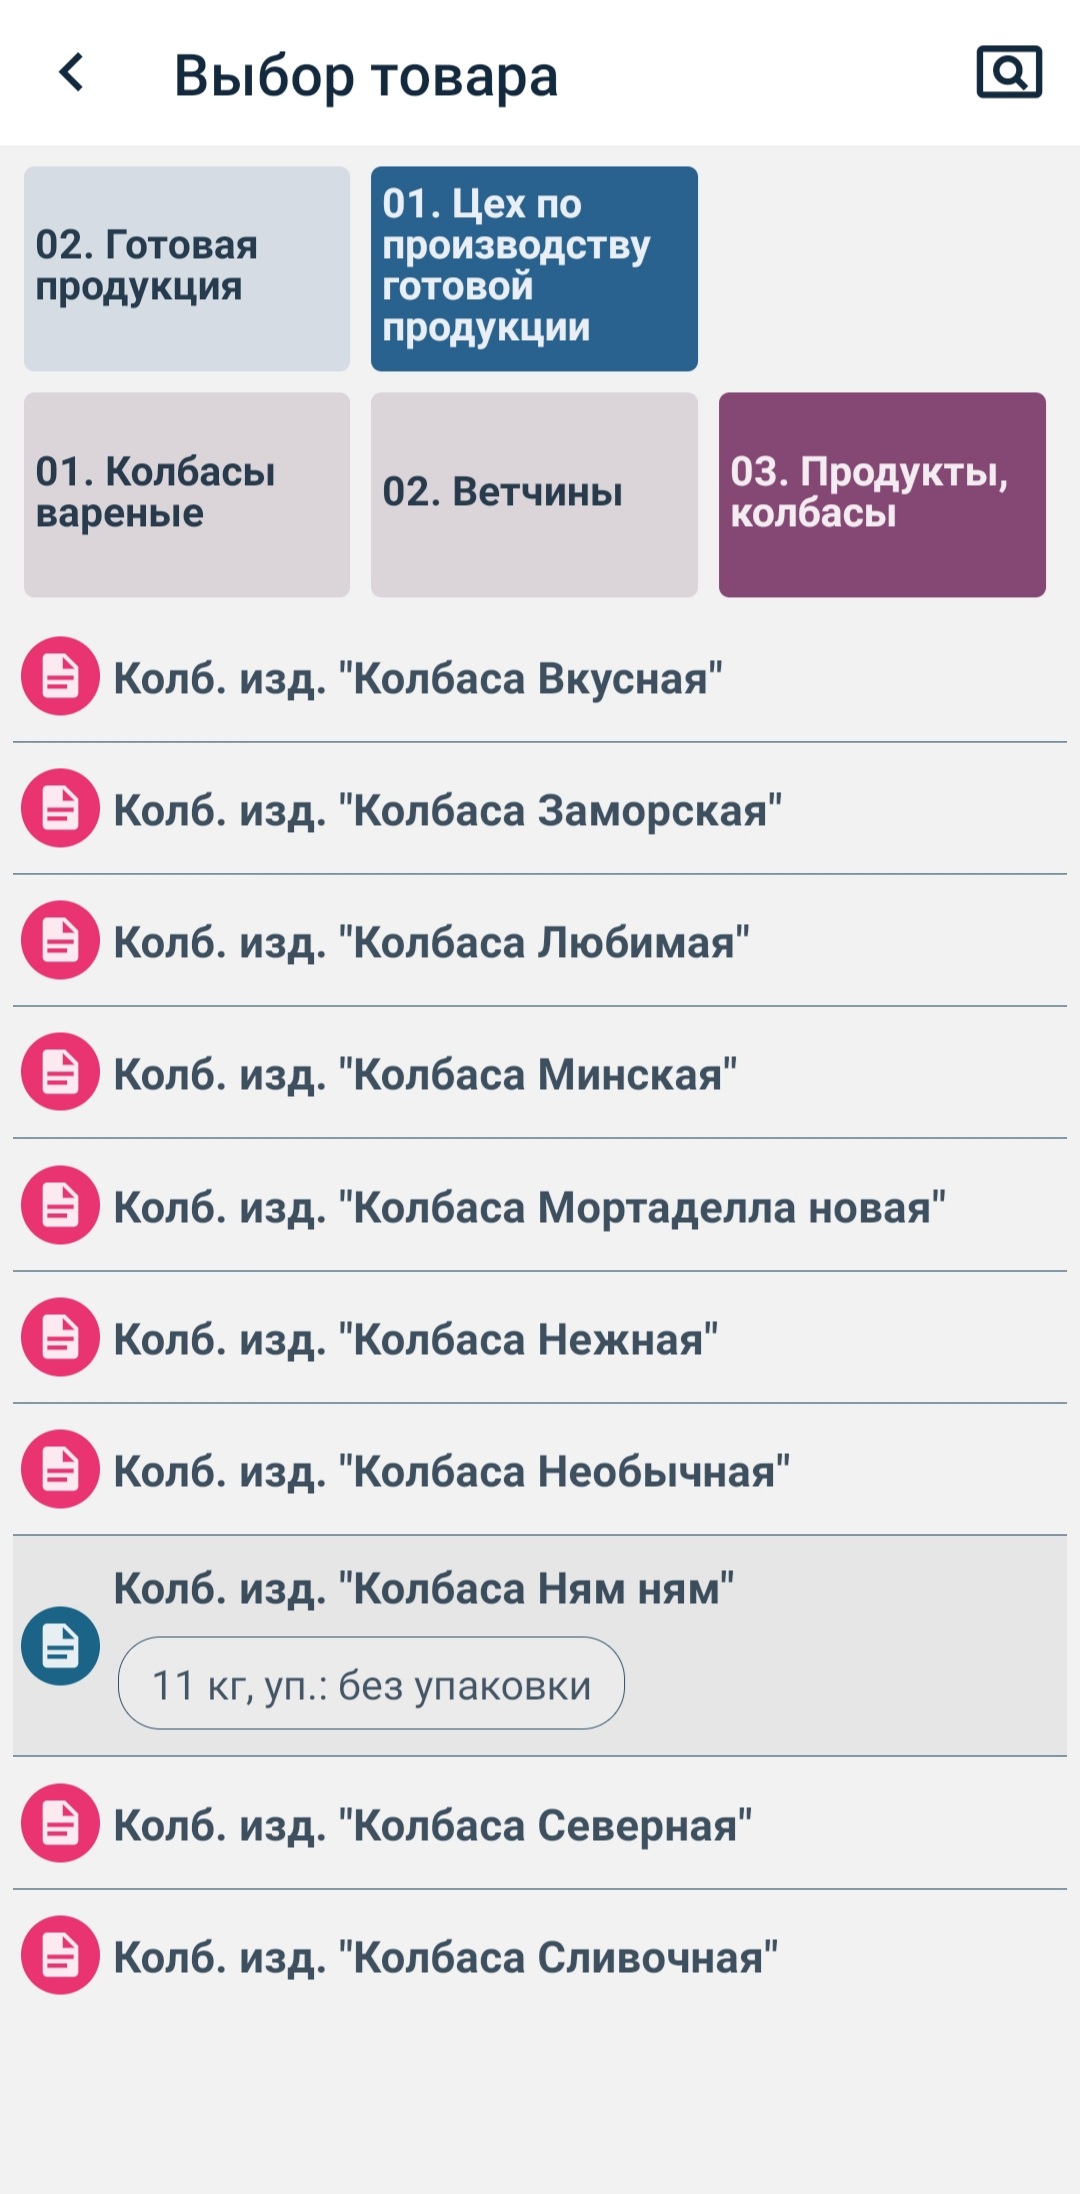 Выбор товара
02. Готовая
продукция
01. Цех по
производству
готовой
продукции
01. Колбасы
вареные
02. Ветчины
03. Продукты,
колбасы
Колб. изд. "Колбаса Вкусная"
Колб. изд. "Колбаса Заморская"
Колб. изд. "Колбаса Любимая"
Колб. изд. "Колбаса Минская"
Колб. изд. "Колбаса Мортаделла новая"
Колб. изд. "Колбаса Нежная"
Колб. изд. "Колбаса Необычная"
Колб. изд. "Колбаса Ням ням"
11 кг, уп.: без упаковки
Колб. изд. "Колбаса Северная"
Колб. изд. "Колбаса Сливочная"